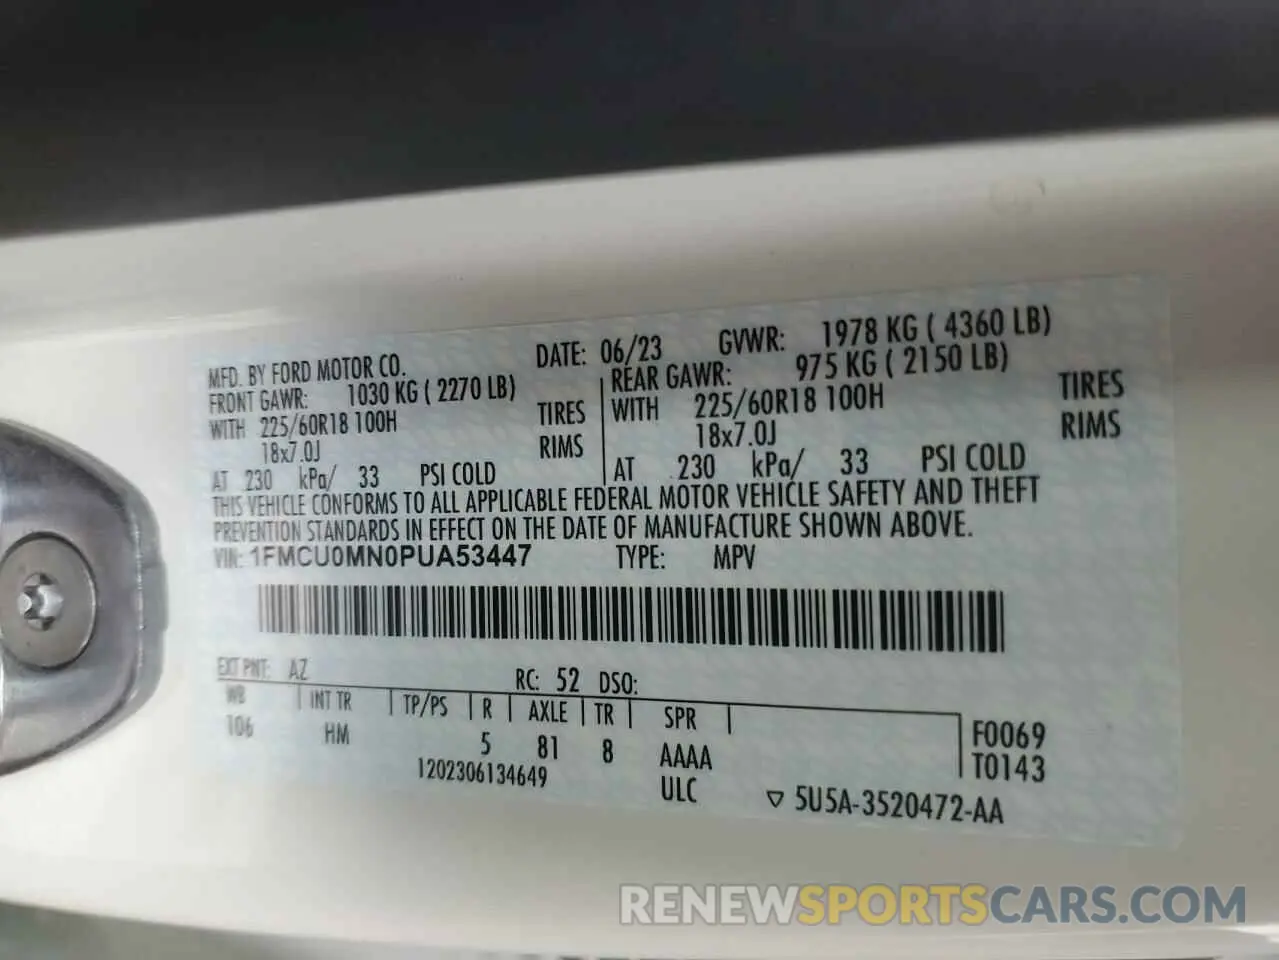 MFD. BY FORD MOTOR CO. DATE: 06/23 GVWR: 1978 KG ( 4360 LB)
FRONT GAWR: 1030 KG ( 2270 LB) REAR GAWR: 975 KG ( 2150 LB)
WITH 225/60R18 100H TIRES WITH 225/60R18 100H TIRES
18x7.0J RIMS 18x7.0J RIMS
AT 230 kPa/ 33 PSI COLD AT 230 kPa/ 33 PSI COLD
THIS VEHICLE CONFORMS TO ALL APPLICABLE FEDERAL MOTOR VEHICLE SAFETY AND THEFT
PREVENTION STANDARDS IN EFFECT ON THE DATE OF MANUFACTURE SHOWN ABOVE.
VIN: 1FMCU0MN0PUA53447 TYPE: MPV
EXT PNT: AZ RC: 52 DSO:
WB INT TR TP/PS R AXLE TR SPR F0069
106 HM 5 81 8 AAAA T0143
1202306134649 ULC ▽ 5U5A-3520472-AA
RENEWSPORTSCARS.COM